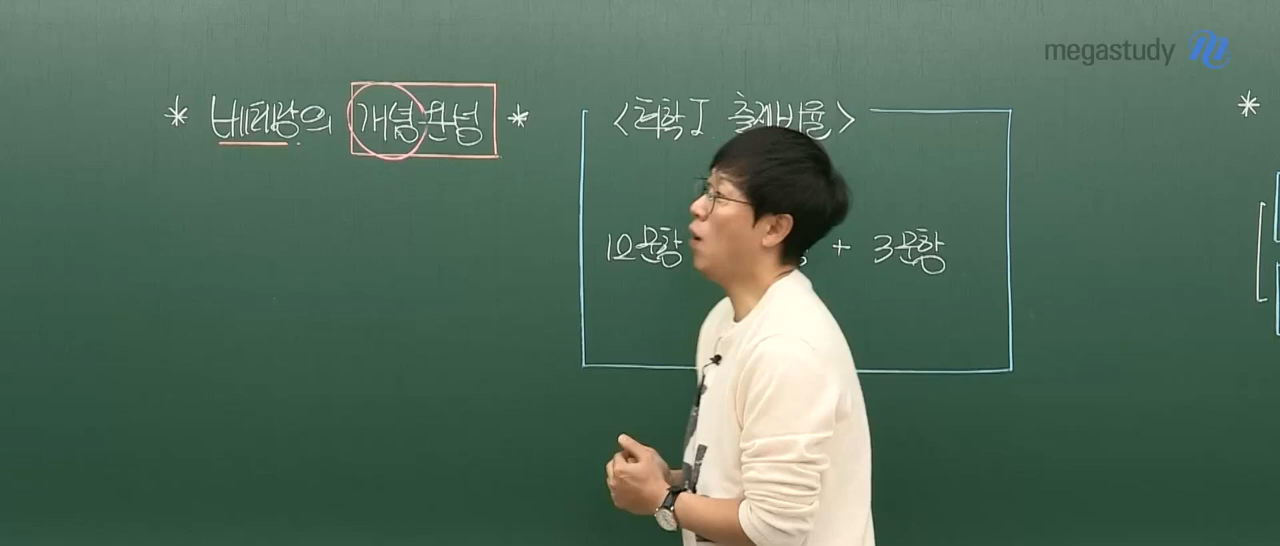 megastudy
* 베테랑의 개념완성 *
<화학 I 출제비율>
10문항
+ 3문항
*